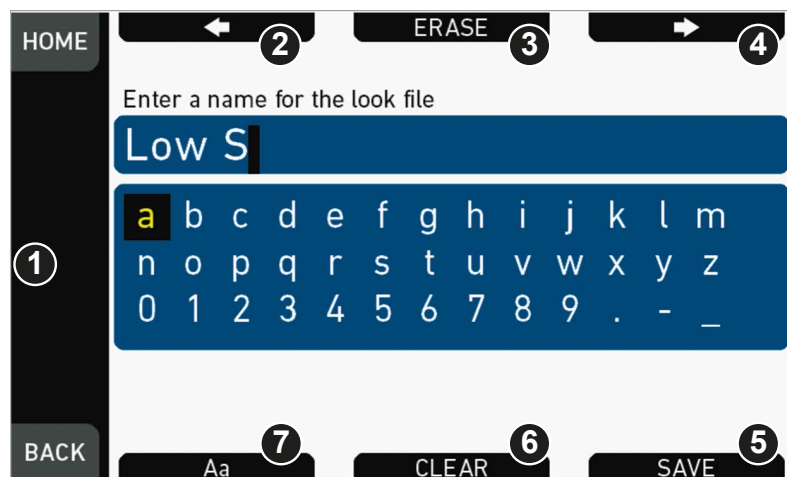 HOME ERASE
2 3 4
Enter a name for the look file
Low S
a b c d e f g h i j k l m
1
n o p q r s t u v w x y z
0 1 2 3 4 5 6 7 8 9 . - _
7 6 5
BACK Aa CLEAR SAVE